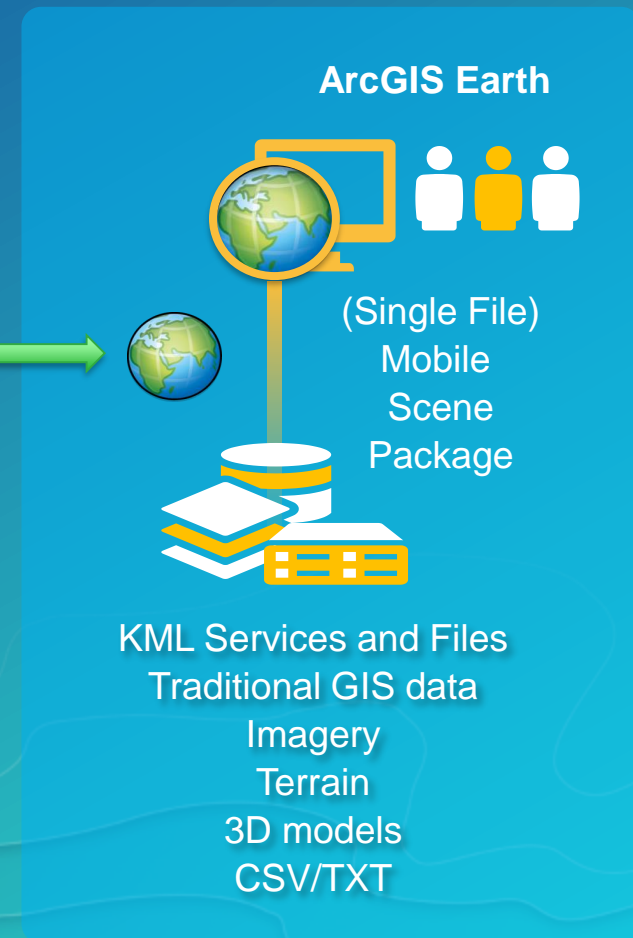 ArcGIS Earth
(Single File)
Mobile
Scene
Package
KML Services and Files
Traditional GIS data
Imagery
Terrain
3D models
CSV/TXT